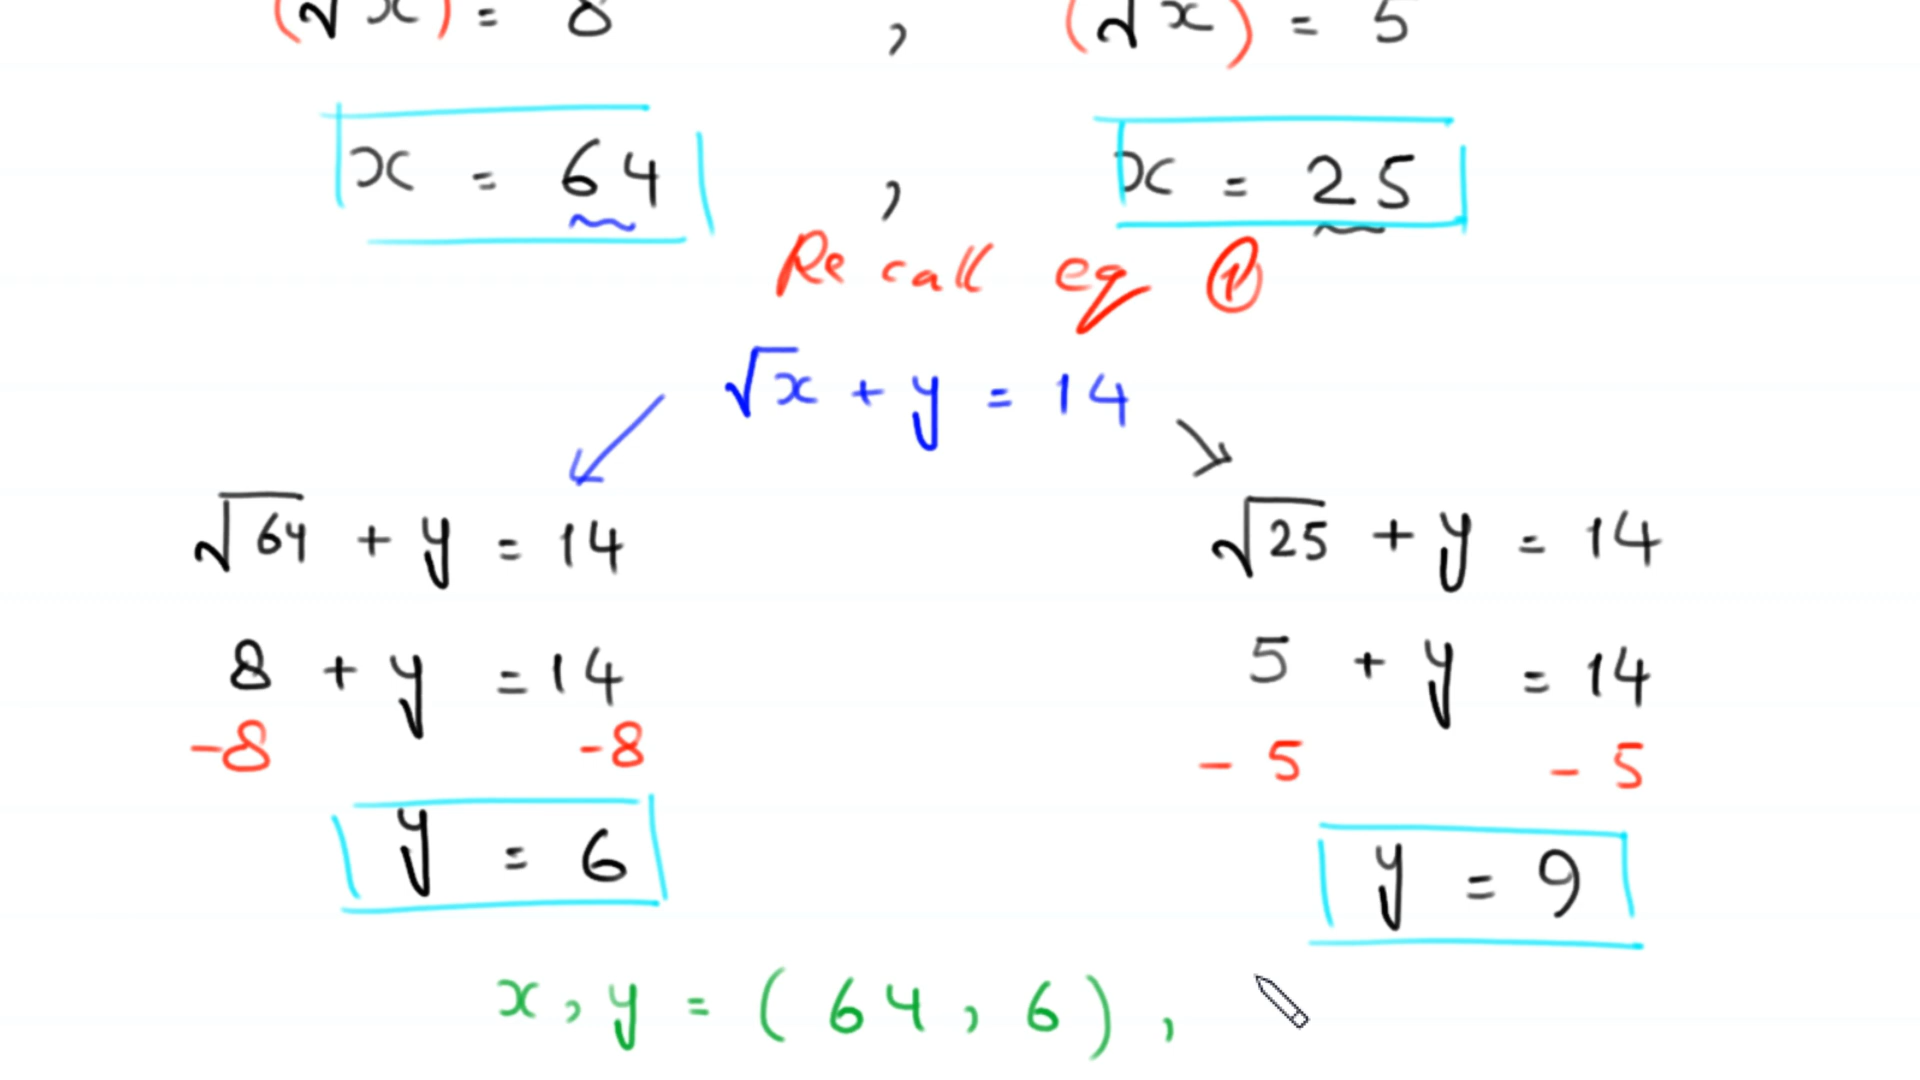 (√x) = 8 , (√x) = 5
x = 64 , x = 25
Recall eq ①
√x + y = 14
√64 + y = 14 √25 + y = 14
8 + y = 14 5 + y = 14
-8 -8 - 5 - 5
y = 6 y = 9
x, y = (64, 6),